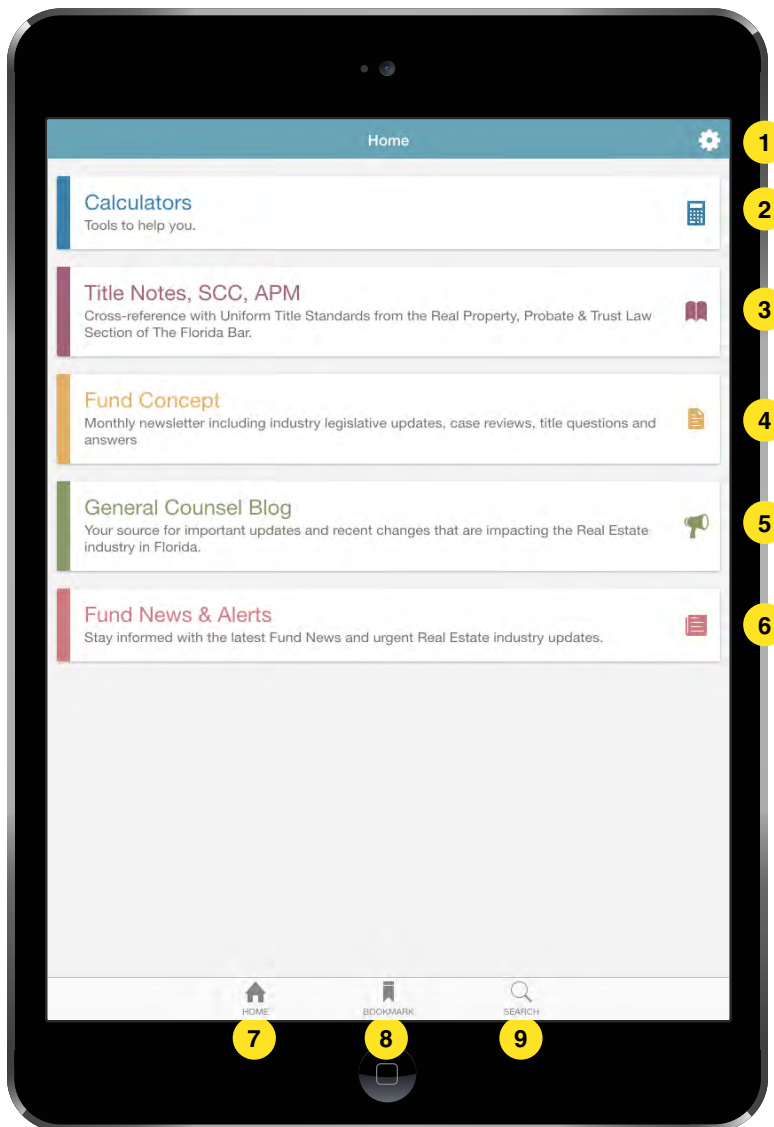 Home
1
Calculators
Tools to help you.
2
Title Notes, SCC, APM
Cross-reference with Uniform Title Standards from the Real Property, Probate & Trust Law
Section of The Florida Bar.
3
Fund Concept
Monthly newsletter including industry legislative updates, case reviews, title questions and
answers
4
General Counsel Blog
Your source for important updates and recent changes that are impacting the Real Estate
industry in Florida.
5
Fund News & Alerts
Stay informed with the latest Fund News and urgent Real Estate industry updates.
6
HOME
BOOKMARK
SEARCH
7
8
9